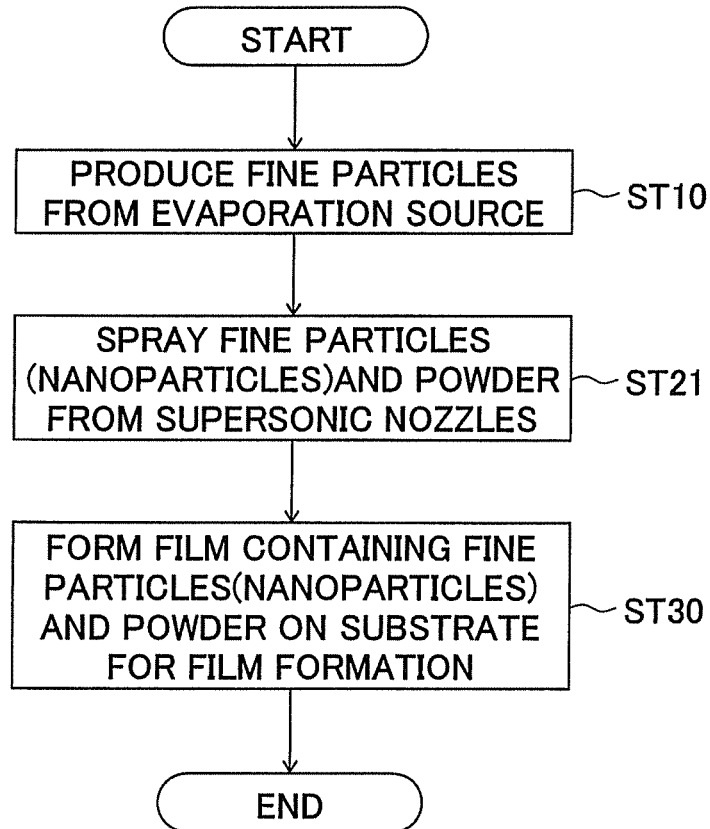 START
PRODUCE FINE PARTICLES
FROM EVAPORATION SOURCE
ST10
SPRAY FINE PARTICLES
(NANOPARTICLES)AND POWDER
FROM SUPERSONIC NOZZLES
ST21
FORM FILM CONTAINING FINE
PARTICLES(NANOPARTICLES)
AND POWDER ON SUBSTRATE
FOR FILM FORMATION
ST30
END